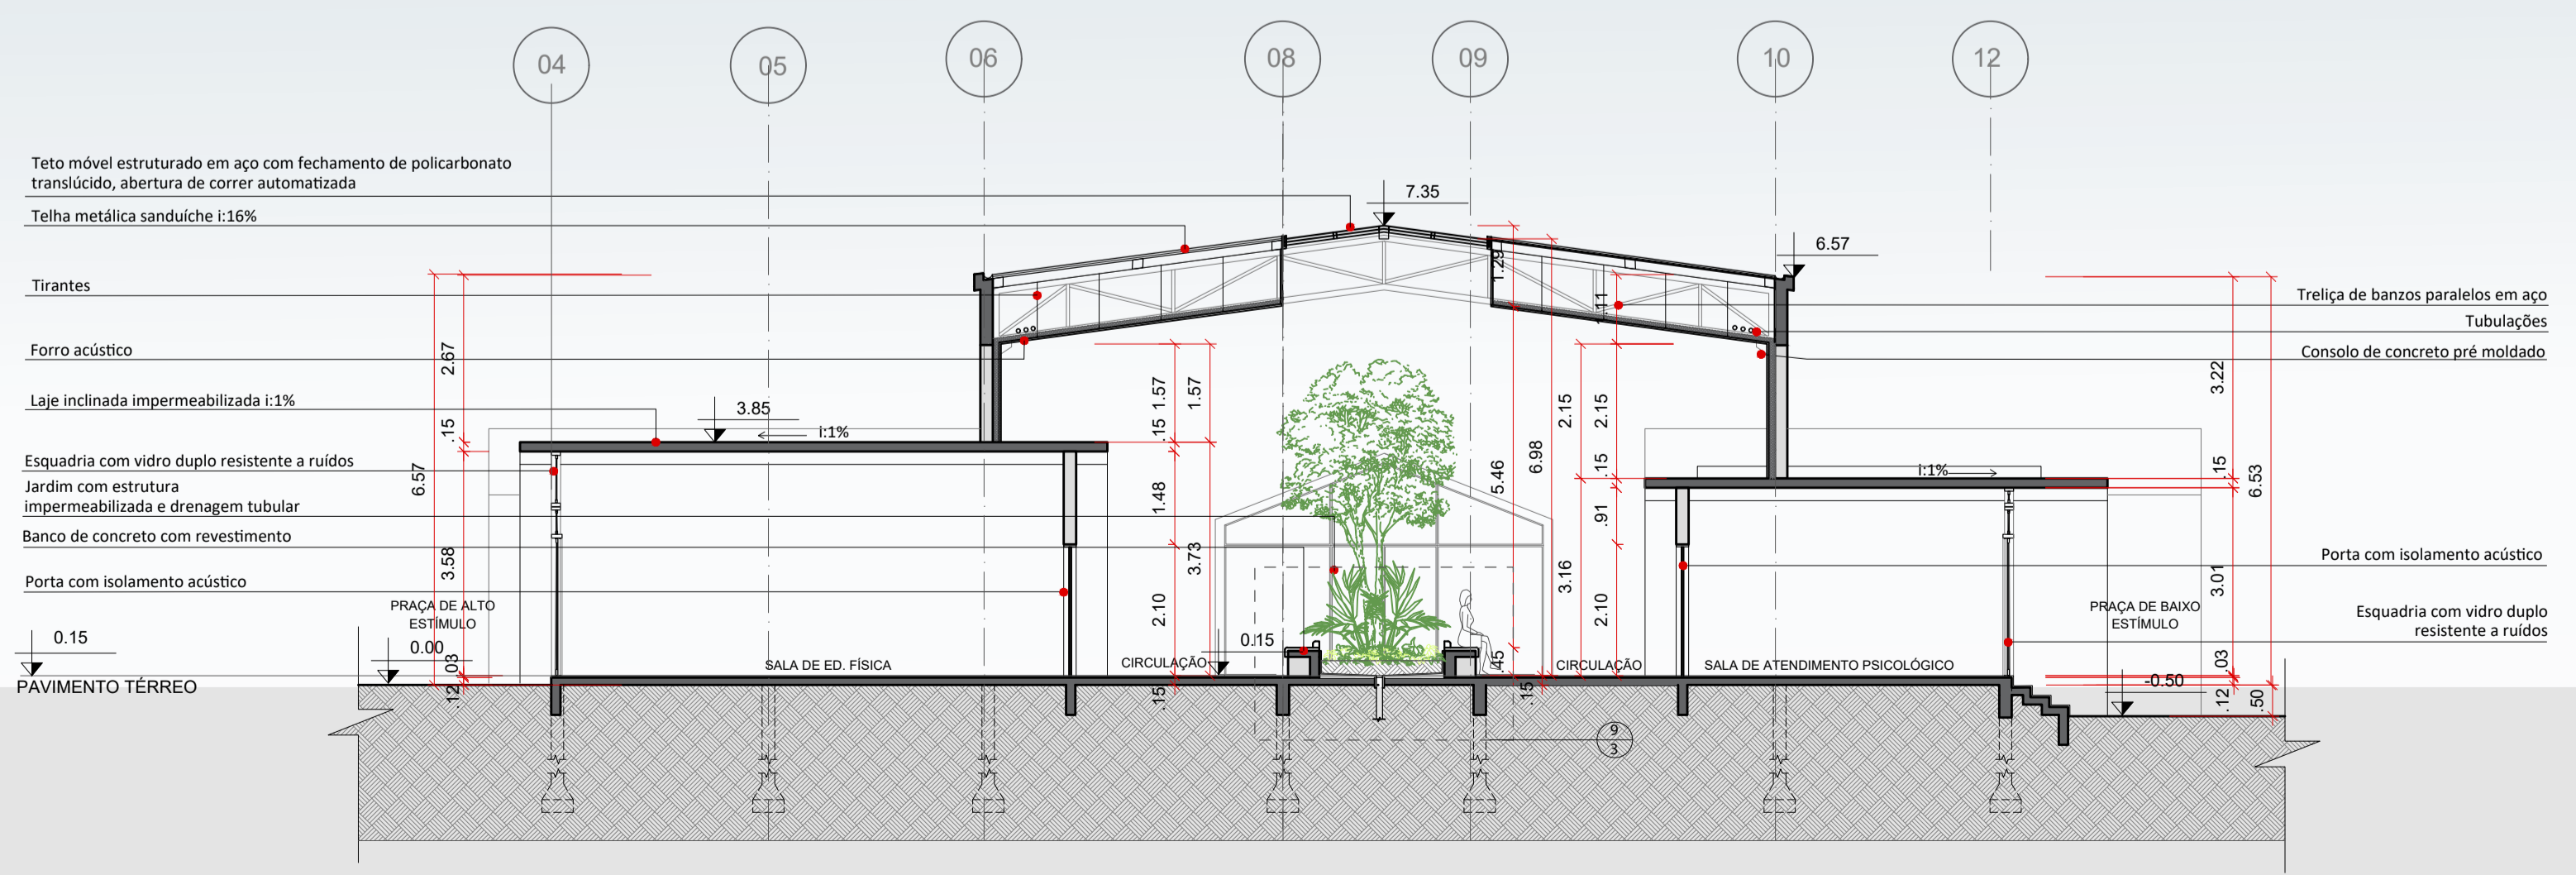 04
05
06
08
09
10
12
Teto móvel estruturado em aço com fechamento de policarbonato
translúcido, abertura de correr automatizada
Telha metálica sanduíche i:16%
Tirantes
Forro acústico
Laje inclinada impermeabilizada i:1%
Esquadria com vidro duplo resistente a ruídos
Jardim com estrutura
impermeabilizada e drenagem tubular
Banco de concreto com revestimento
Porta com isolamento acústico
PRAÇA DE ALTO
ESTÍMULO
0.15
0.00
PAVIMENTO TÉRREO
6.57
2.67
.15
3.58
.03
.12
3.85
i:1%
SALA DE ED. FÍSICA
1.57
1.57
.15
1.48
3.73
2.10
.15
CIRCULAÇÃO
0.15
7.35
6.57
1.29
5.46
6.98
.45
.15
1.11
2.15
2.15
.15
.91
3.16
2.10
CIRCULAÇÃO
SALA DE ATENDIMENTO PSICOLÓGICO
9
3
i:1%
Treliça de banzos paralelos em aço
Tubulações
Consolo de concreto pré moldado
3.22
.15
6.53
3.01
.03
.12
.50
Porta com isolamento acústico
PRAÇA DE BAIXO
ESTÍMULO
Esquadria com vidro duplo
resistente a ruídos
-0.50